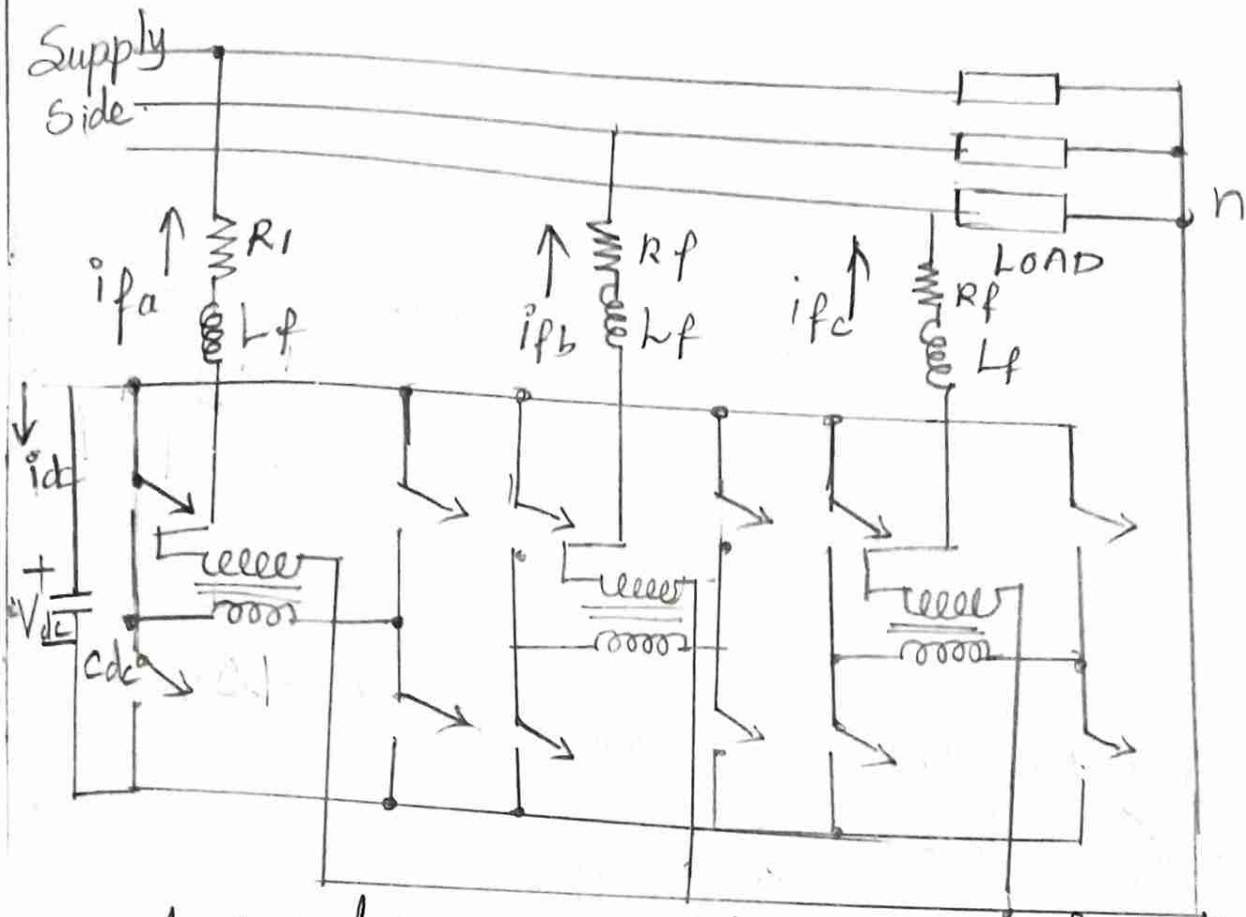 Supply
Side
n
R1
Rf
LOAD
ifa
ifb
ifc
Rf
Lf
Lf
Lf
idc
+
Vdc
Cdc